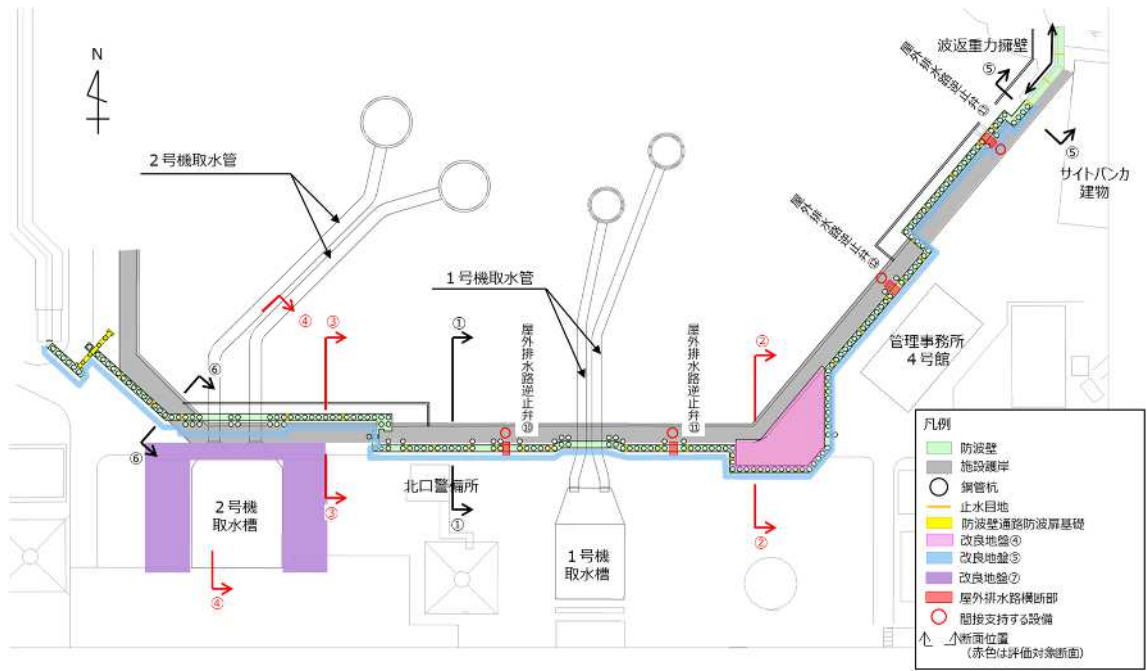 N
2号機取水管
1号機取水管
波返重力擁壁
屋外排水路逆止弁⑬
⑤
⑤
サイトバンカ
建物
屋外排水路逆止弁⑫
管理事務所
4号館
④
③
①
屋外排水路逆止弁⑩
屋外排水路逆止弁⑪
②
⑥
⑥
2号機
取水槽
③
④
北口警備所
①
1号機
取水槽
②
凡例
防波壁
施設護岸
鋼管杭
止水目地
防波壁通路防波扉基礎
改良地盤④
改良地盤⑤
改良地盤⑦
屋外排水路横断部
間接支持する設備
断面位置
(赤色は評価対象断面)